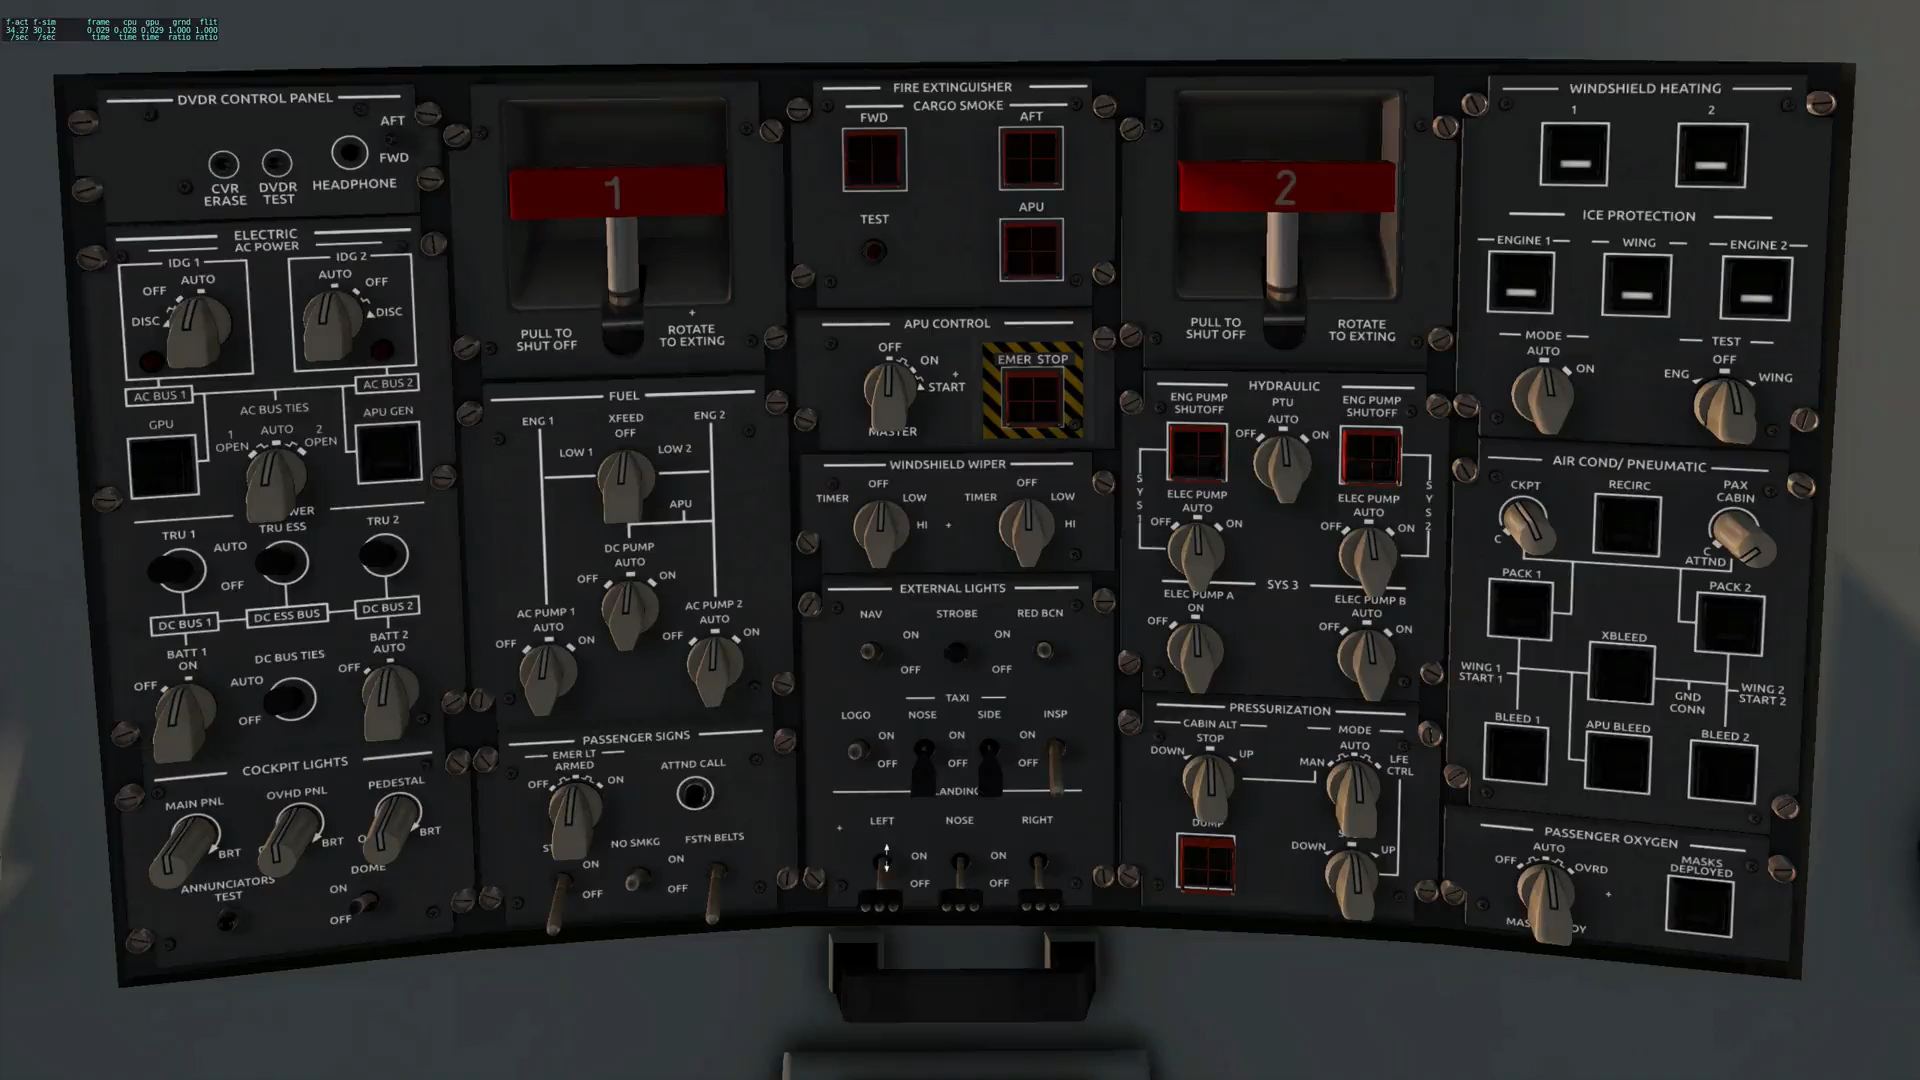 f-act f-sim frame cpu gpu grnd flit
34.27 30.12 0.029 0.028 0.029 1.000 1.000
/sec /sec time time time ratio ratio
DVDR CONTROL PANEL
AFT
FWD
CVR ERASE
DVDR TEST
HEADPHONE
ELECTRIC
AC POWER
IDG 1
AUTO
OFF
DISC
IDG 2
AUTO
OFF
DISC
AC BUS 1
AC BUS 2
AC BUS TIES
GPU
1 OPEN
AUTO
2 OPEN
APU GEN
TRU 1
TRU ESS
TRU 2
AUTO
OFF
DC BUS 1
DC ESS BUS
DC BUS 2
BATT 1
ON
OFF
DC BUS TIES
AUTO
OFF
BATT 2
AUTO
OFF
COCKPIT LIGHTS
MAIN PNL
BRT
OVHD PNL
BRT
PEDESTAL
BRT
ANNUNCIATORS
TEST
DOME
ON
OFF
1
PULL TO
SHUT OFF
ROTATE
TO EXTING
FUEL
ENG 1
XFEED
OFF
ENG 2
LOW 1
LOW 2
APU
DC PUMP
AUTO
OFF
ON
AC PUMP 1
AUTO
OFF
ON
AC PUMP 2
AUTO
OFF
ON
PASSENGER SIGNS
EMER LT
ARMED
OFF
ON
ATTND CALL
ON
OFF
NO SMKG
ON
OFF
FSTN BELTS
FIRE EXTINGUISHER
CARGO SMOKE
FWD
AFT
TEST
APU
APU CONTROL
OFF
ON
START
MASTER
EMER STOP
WINDSHIELD WIPER
TIMER
OFF
LOW
HI
TIMER
OFF
LOW
HI
EXTERNAL LIGHTS
NAV
STROBE
RED BCN
ON
ON
OFF
OFF
TAXI
LOGO
NOSE
SIDE
INSP
ON
ON
ON
OFF
OFF
OFF
LANDING
LEFT
NOSE
RIGHT
ON
ON
OFF
OFF
2
PULL TO
SHUT OFF
ROTATE
TO EXTING
HYDRAULIC
ENG PUMP
SHUTOFF
PTU
AUTO
OFF
ON
ENG PUMP
SHUTOFF
SYS 1
SYS 2
ELEC PUMP
AUTO
OFF
ON
ELEC PUMP
AUTO
OFF
ON
SYS 3
ELEC PUMP A
ON
OFF
ELEC PUMP B
AUTO
OFF
ON
PRESSURIZATION
CABIN ALT
STOP
DOWN
UP
MODE
AUTO
MAN
LFE
CTRL
DUMP
DOWN
UP
WINDSHIELD HEATING
1
2
ICE PROTECTION
ENGINE 1
WING
ENGINE 2
MODE
AUTO
ON
TEST
OFF
ENG
WING
AIR COND/ PNEUMATIC
CKPT
C
RECIRC
PAX
CABIN
C
ATTND
PACK 1
PACK 2
XBLEED
WING 1
START 1
GND
CONN
WING 2
START 2
BLEED 1
APU BLEED
BLEED 2
PASSENGER OXYGEN
AUTO
OFF
OVRD
MASKS
DEPLOYED